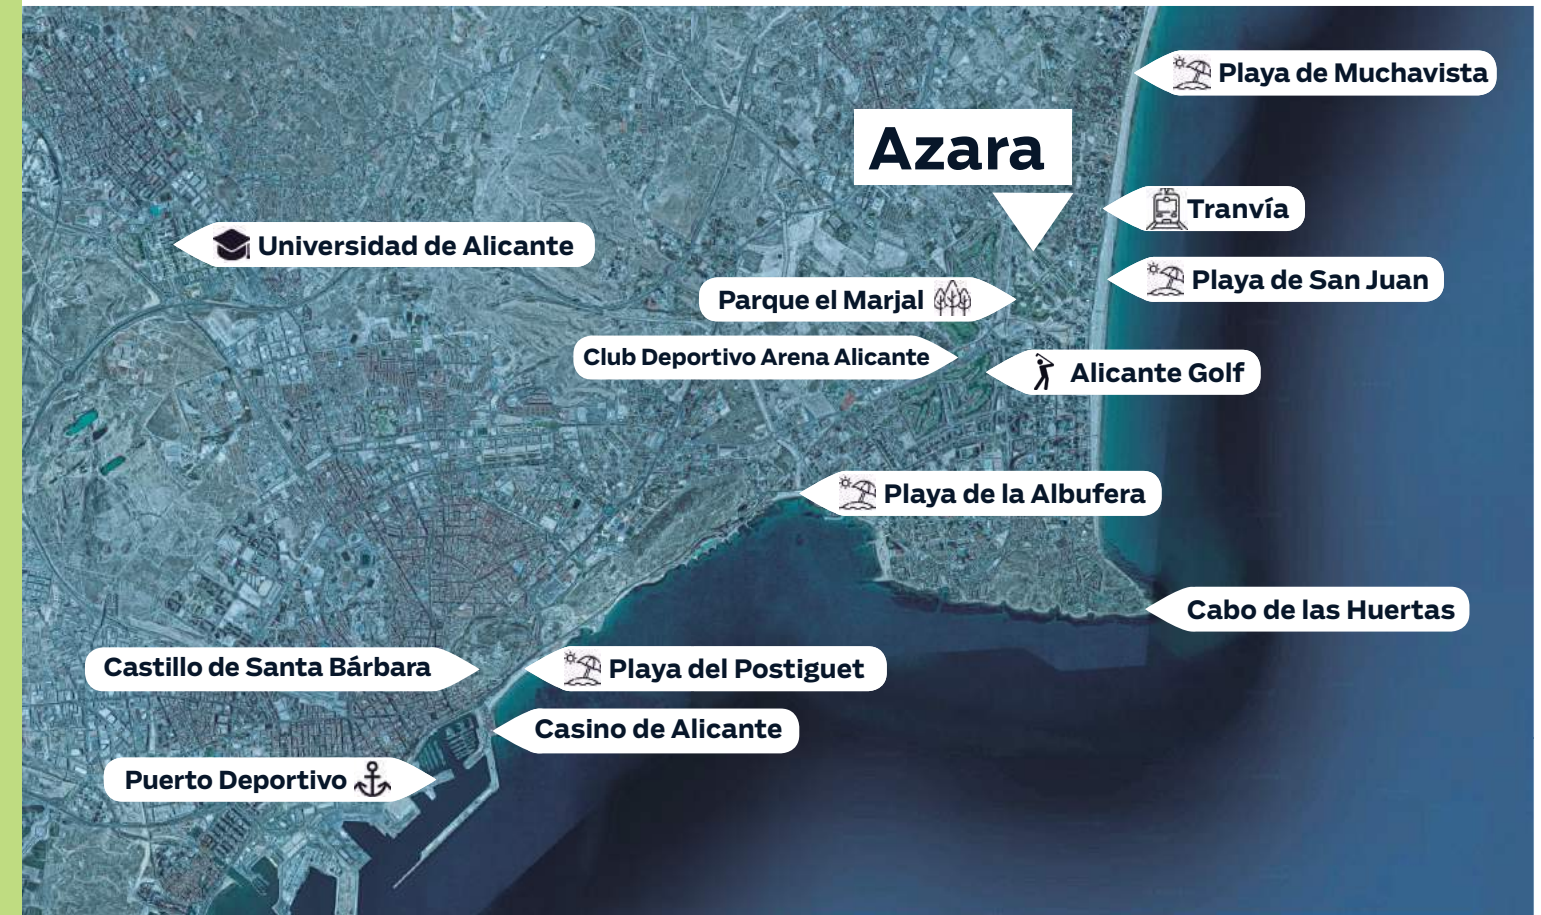 Playa de Muchavista
Azara
Tranvía
Universidad de Alicante
Playa de San Juan
Parque el Marjal
Club Deportivo Arena Alicante
Alicante Golf
Playa de la Albufera
Cabo de las Huertas
Castillo de Santa Bárbara
Playa del Postiguet
Casino de Alicante
Puerto Deportivo